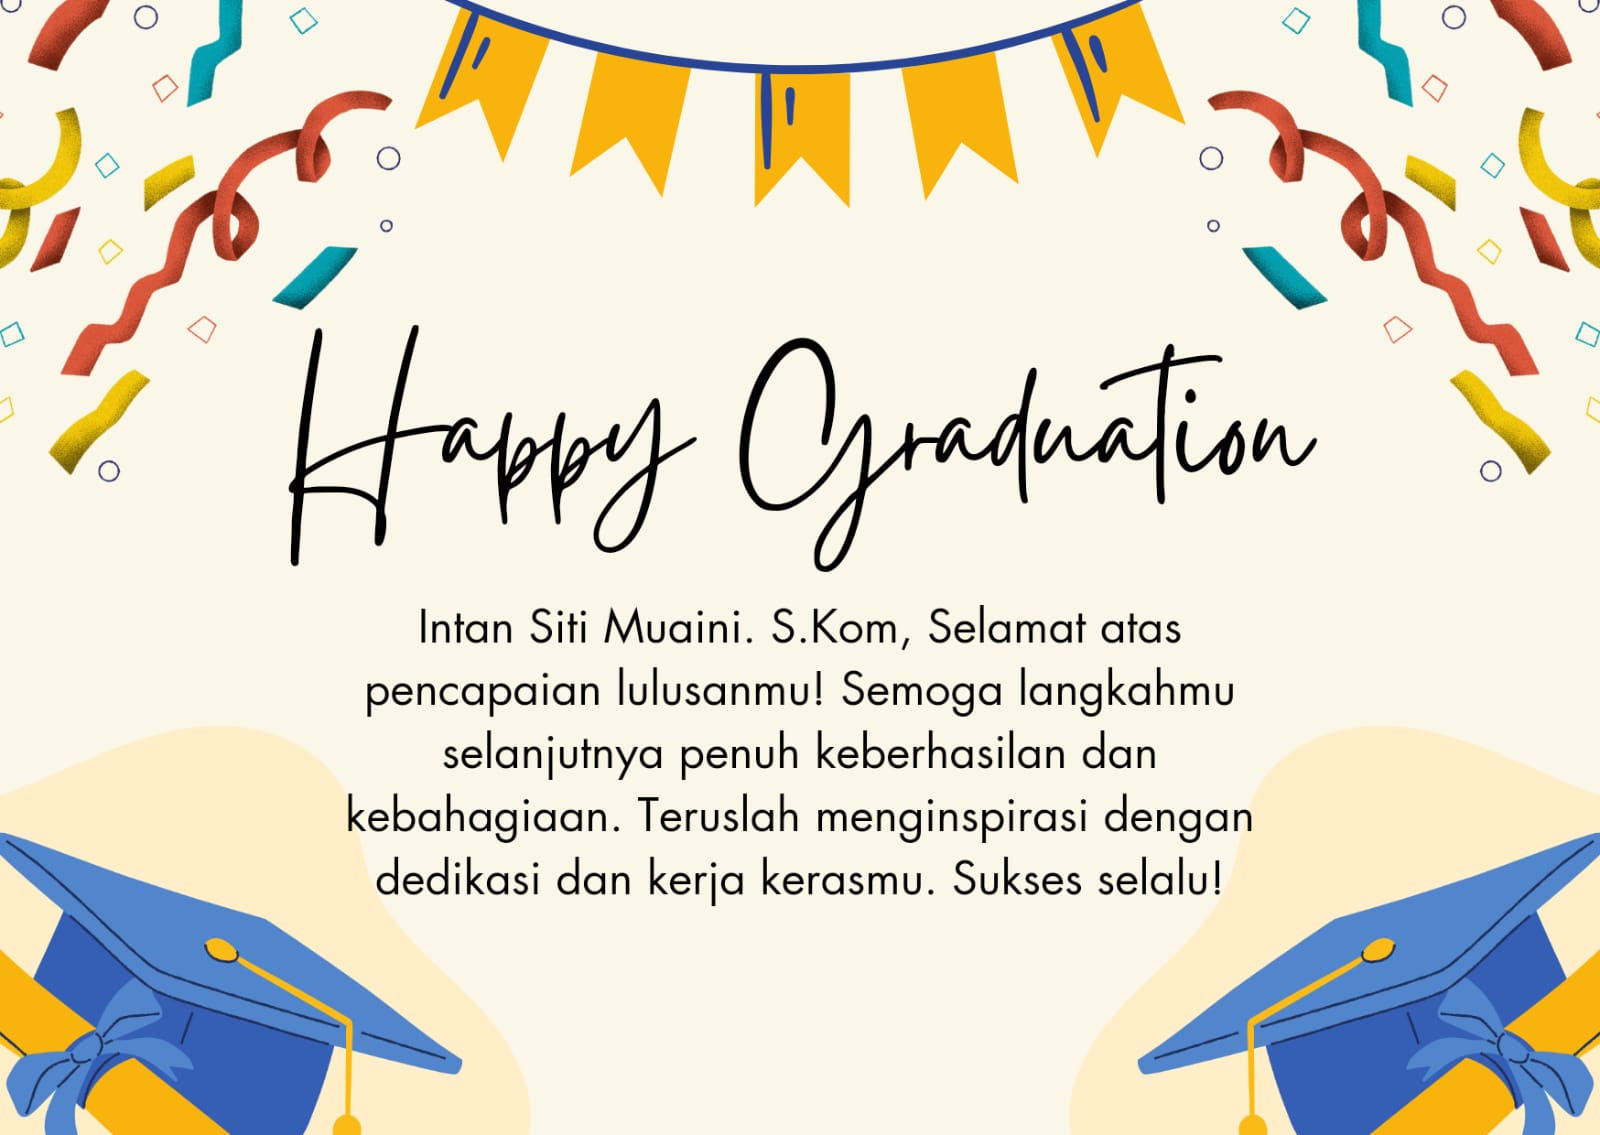 Happy Graduation
Intan Siti Muaini. S.Kom, Selamat atas
pencapaian lulusanmu! Semoga langkahmu
selanjutnya penuh keberhasilan dan
kebahagiaan. Teruslah menginspirasi dengan
dedikasi dan kerja kerasmu. Sukses selalu!